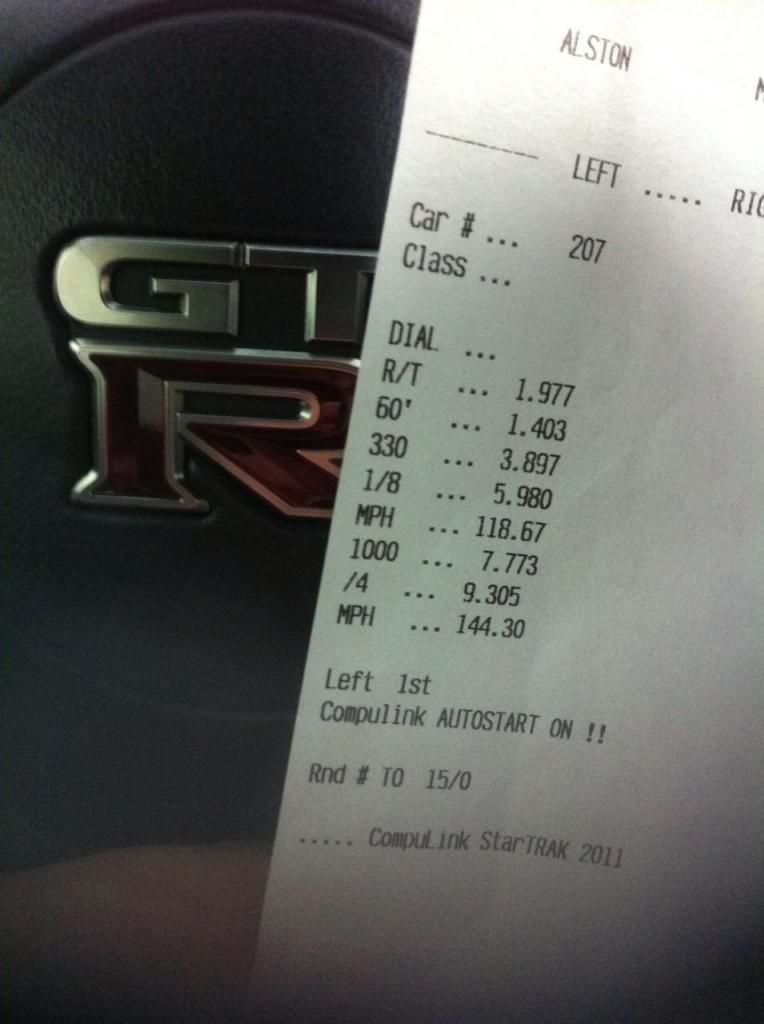 GT
R
ALSTON
-------- LEFT ..... RIG
Car # ... 207
Class ...
DIAL ...
R/T ... 1.977
60' ... 1.403
330 ... 3.897
1/8 ... 5.980
MPH ... 118.67
1000 ... 7.773
/4 ... 9.305
MPH ... 144.30
Left 1st
Compulink AUTOSTART ON !!
Rnd # TO 15/0
..... CompuLink StarTRAK 2011